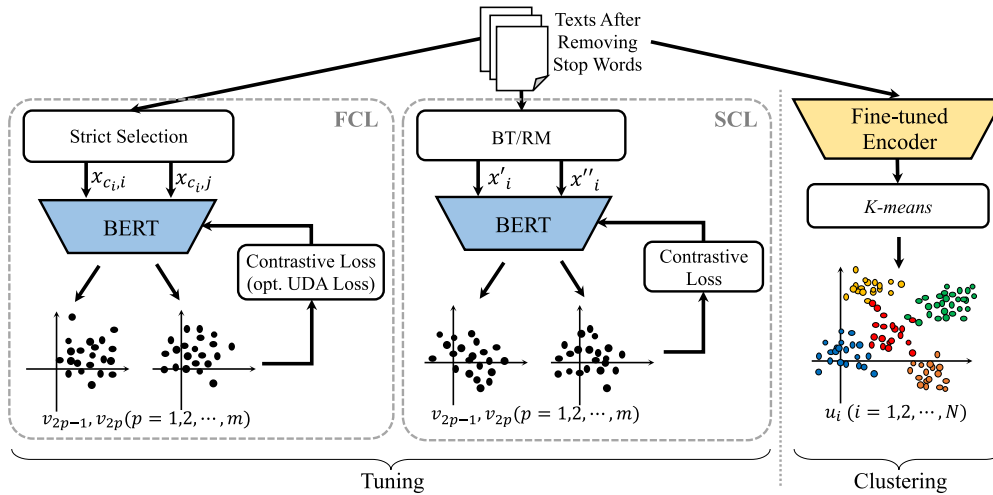 Texts After
Removing
Stop Words
FCL
Strict Selection
x_{c_i,i}
x_{c_i,j}
BERT
Contrastive Loss
(opt. UDA Loss)
v_{2p−1}, v_{2p}(p = 1,2, ⋯, m)
SCL
BT/RM
x'_i
x''_i
BERT
Contrastive
Loss
v_{2p−1}, v_{2p}(p = 1,2, ⋯, m)
Fine-tuned
Encoder
K-means
u_i (i = 1,2, ⋯, N)
Tuning
Clustering